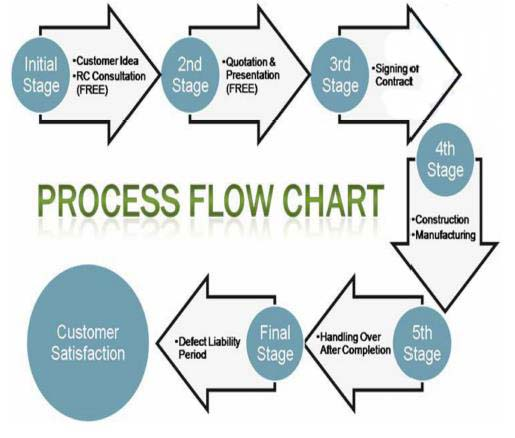 Initial
Stage
•Customer Idea
•RC Consultation
(FREE)
2nd
Stage
•Quotation &
Presentation
(FREE)
3rd
Stage
•Signing of
Contract
4th
Stage
•Construction
•Manufacturing
PROCESS FLOW CHART
5th
Stage
•Handling Over
After Completion
Final
Stage
•Defect Liability
Period
Customer
Satisfaction